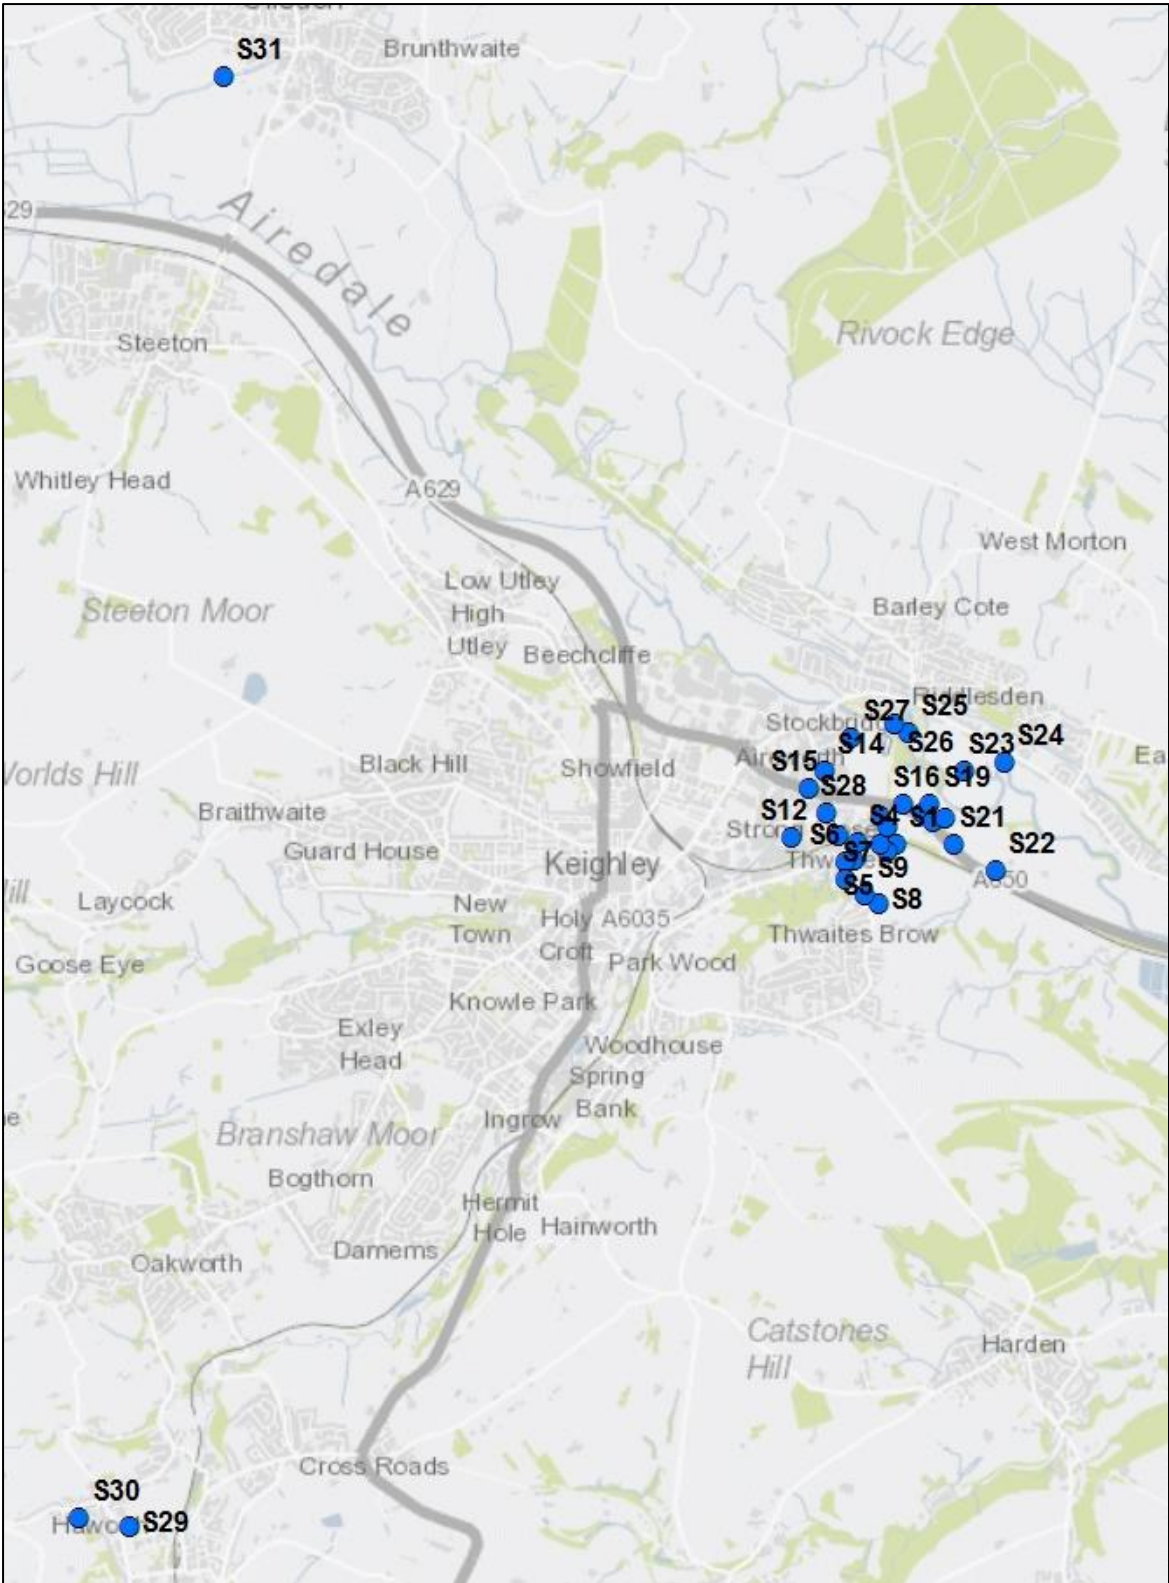 S31
Brunthwaite
29
Airedale
Steeton
Rivock Edge
Whitley Head
A629
West Morton
Low Utley
High
Utley
Steeton Moor
Barley Cote
Beechcliffe
Riddlesden
S27
S25
S26
S14
S23
S24
S15
S28
S16
S19
Black Hill
Showfield
Braithwaite
S12
S4
S1
S21
S6
S7
S9
S22
Guard House
Keighley
A650
S5
S8
Laycock
New
Town
Holy
Croft
A6035
Thwaites Brow
Goose Eye
Park Wood
Knowle Park
Exley
Head
Woodhouse
Spring
Bank
Ingrow
Branshaw Moor
Bogthorn
Hermit
Hole
Hainworth
Damems
Oakworth
Catstones
Hill
Harden
Cross Roads
S30
S29